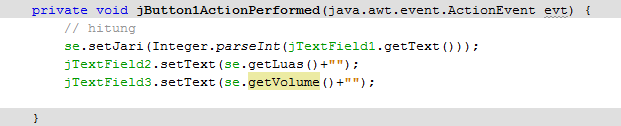 private void jButton1ActionPerformed(java.awt.event.ActionEvent evt) {
// hitung
se.setJari(Integer.parseInt(jTextField1.getText()));
jTextField2.setText(se.getLuas()+"");
jTextField3.setText(se.getVolume()+"");
}